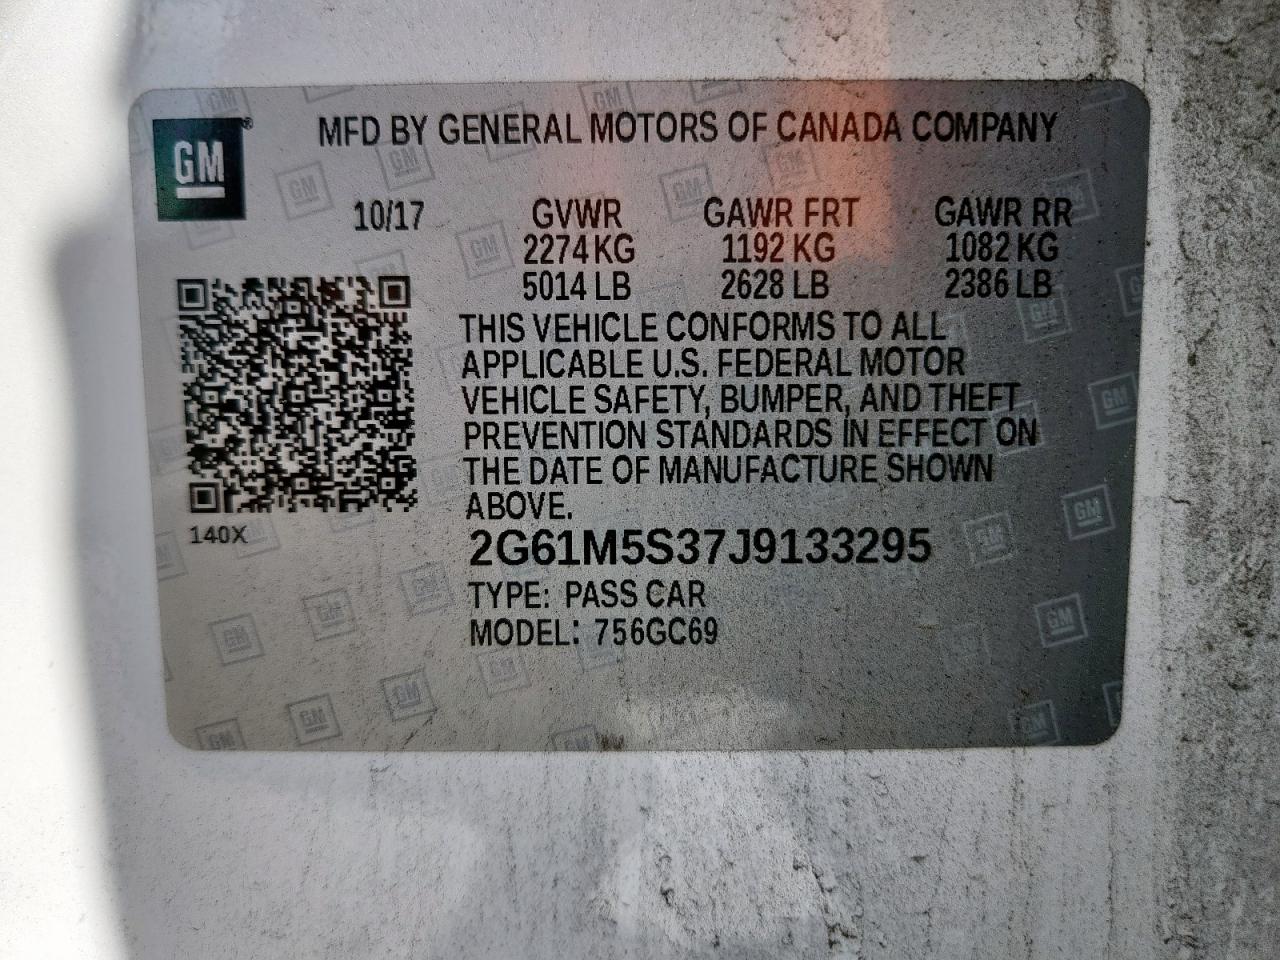 GM®
MFD BY GENERAL MOTORS OF CANADA COMPANY
10/17 GVWR GAWR FRT GAWR RR
2274 KG 1192 KG 1082 KG
5014 LB 2628 LB 2386 LB
THIS VEHICLE CONFORMS TO ALL
APPLICABLE U.S. FEDERAL MOTOR
VEHICLE SAFETY, BUMPER, AND THEFT
PREVENTION STANDARDS IN EFFECT ON
THE DATE OF MANUFACTURE SHOWN
ABOVE.
140X
2G61M5S37J9133295
TYPE: PASS CAR
MODEL: 756GC69